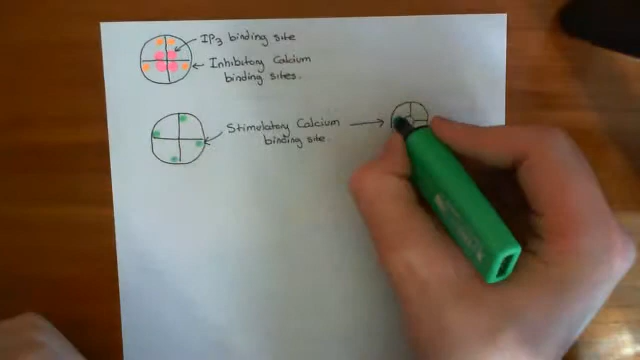 IP3 binding site
Inhibitory Calcium
binding sites.
Stimulatory Calcium
binding site.